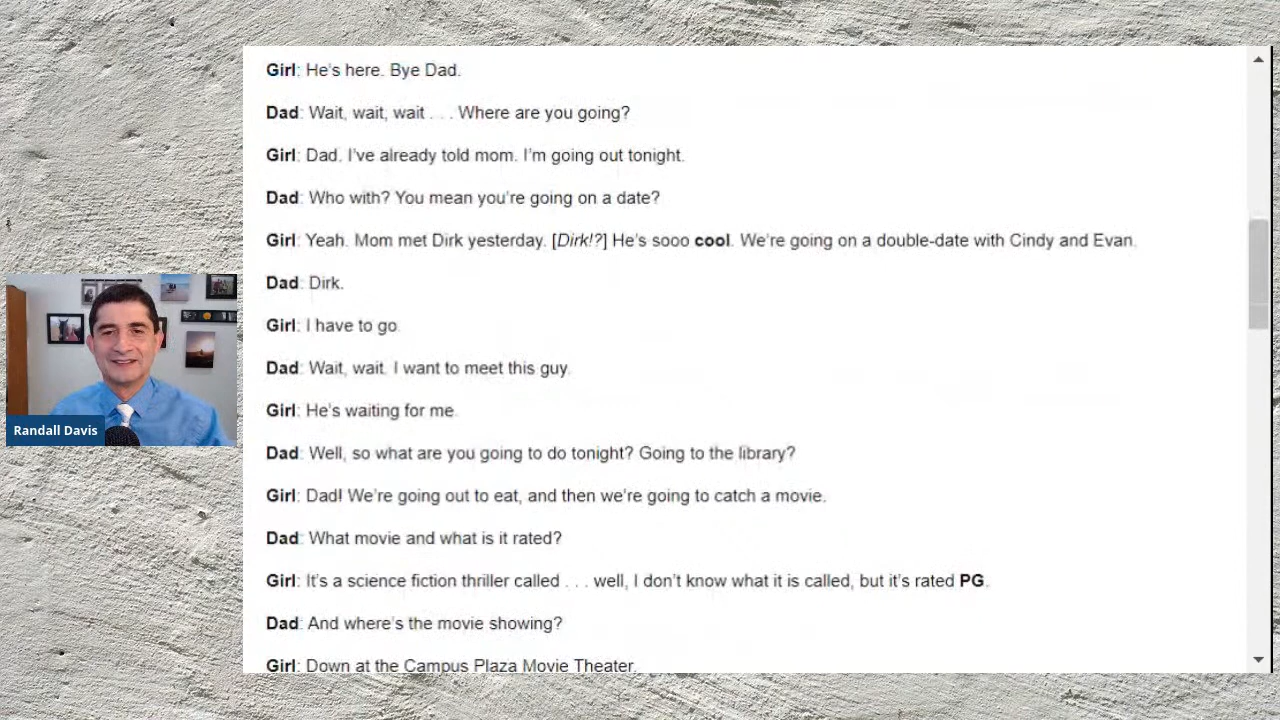 Girl: He's here. Bye Dad.
Dad: Wait, wait, wait . . . Where are you going?
Girl: Dad. I've already told mom. I'm going out tonight.
Dad: Who with? You mean you're going on a date?
Girl: Yeah. Mom met Dirk yesterday. [Dirk!?] He's sooo cool. We're going on a double-date with Cindy and Evan.
Dad: Dirk.
Girl: I have to go.
Dad: Wait, wait. I want to meet this guy.
Girl: He's waiting for me.
Dad: Well, so what are you going to do tonight? Going to the library?
Girl: Dad! We're going out to eat, and then we're going to catch a movie.
Dad: What movie and what is it rated?
Girl: It's a science fiction thriller called . . . well, I don't know what it is called, but it's rated PG.
Dad: And where's the movie showing?
Girl: Down at the Campus Plaza Movie Theater.
Randall Davis